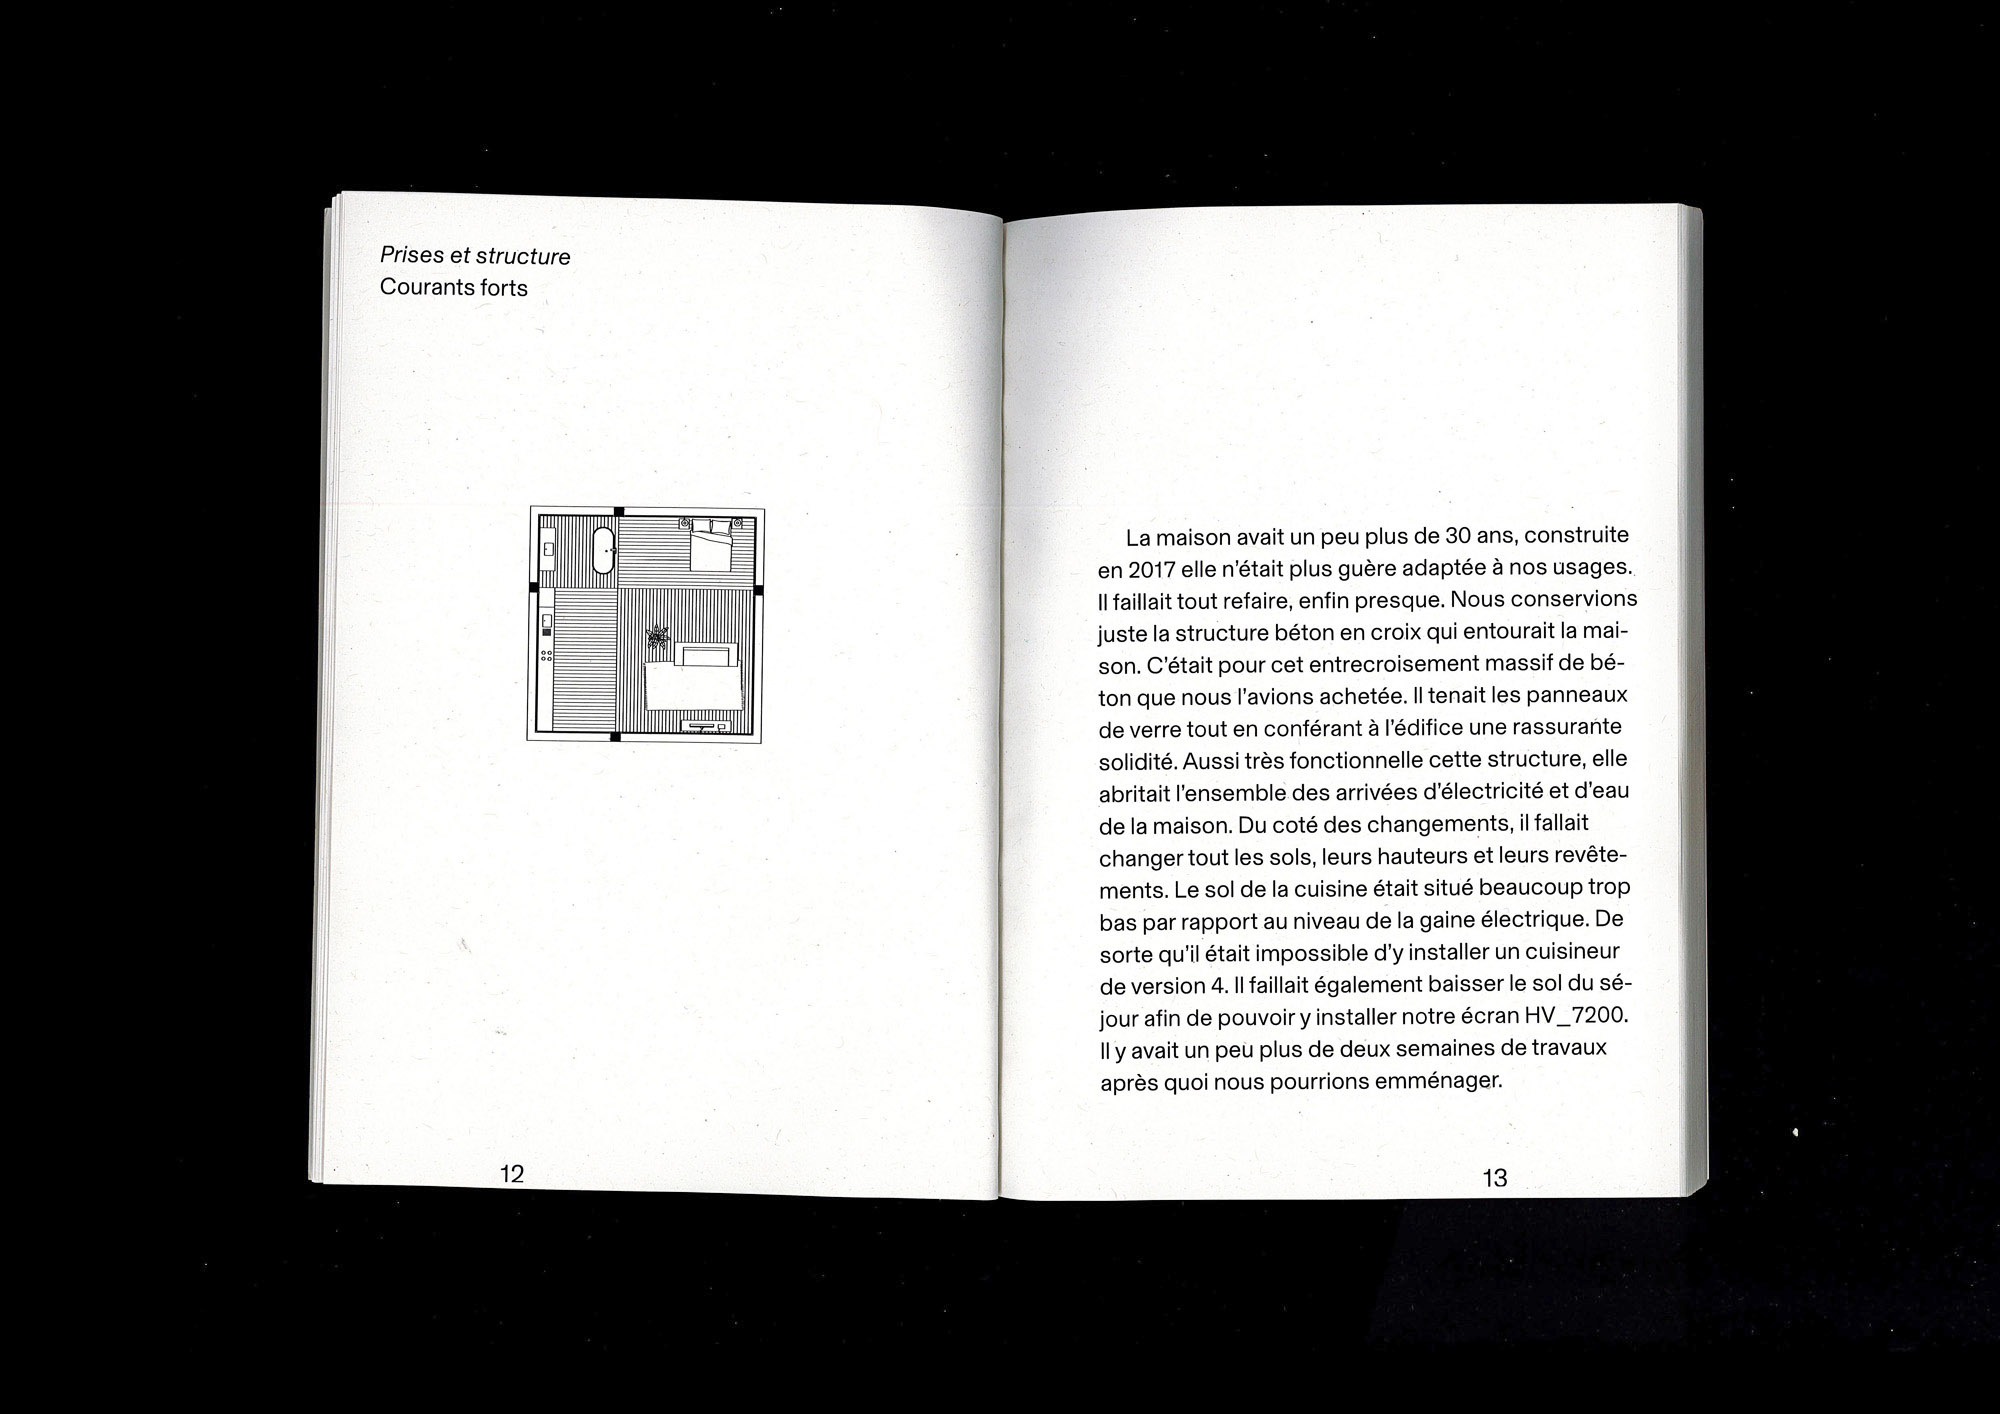 Prises et structure
Courants forts
12
La maison avait un peu plus de 30 ans, construite
en 2017 elle n’était plus guère adaptée à nos usages.
Il faillait tout refaire, enfin presque. Nous conservions
juste la structure béton en croix qui entourait la mai-
son. C’était pour cet entrecroisement massif de bé-
ton que nous l’avions achetée. Il tenait les panneaux
de verre tout en conférant à l’édifice une rassurante
solidité. Aussi très fonctionnelle cette structure, elle
abritait l’ensemble des arrivées d’électricité et d’eau
de la maison. Du coté des changements, il fallait
changer tout les sols, leurs hauteurs et leurs revête-
ments. Le sol de la cuisine était situé beaucoup trop
bas par rapport au niveau de la gaine électrique. De
sorte qu’il était impossible d’y installer un cuisineur
de version 4. Il faillait également baisser le sol du sé-
jour afin de pouvoir y installer notre écran HV_7200.
Il y avait un peu plus de deux semaines de travaux
après quoi nous pourrions emménager.
13